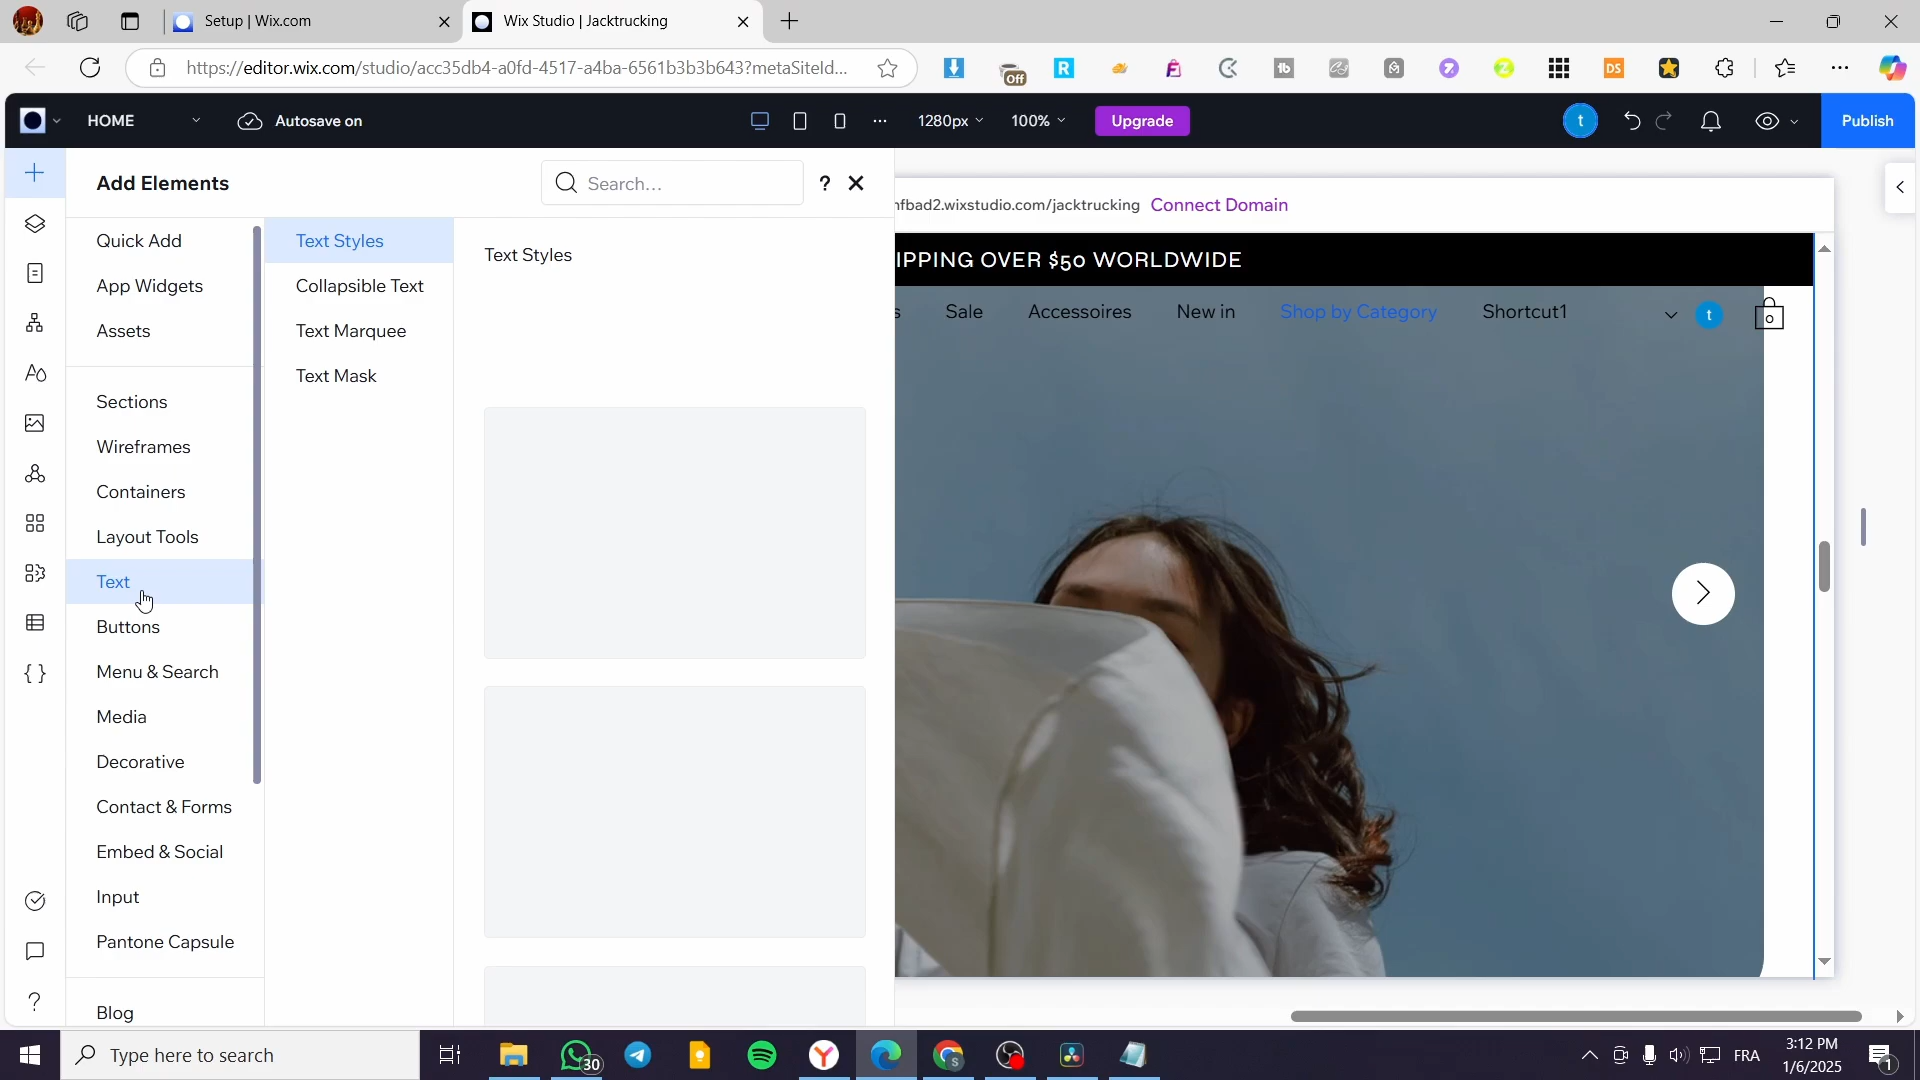 Setup | Wix.com
Wix Studio | Jacktrucking
https://editor.wix.com/studio/acc35db4-a0fd-4517-a4ba-6561b3b3b643?metaSiteId...
Off
HOME
Autosave on
1280px
100%
Upgrade
t
Publish
Add Elements
Search...
?
Quick Add
App Widgets
Assets
Sections
Wireframes
Containers
Layout Tools
Text
Buttons
Menu & Search
Media
Decorative
Contact & Forms
Embed & Social
Input
Pantone Capsule
Blog
Text Styles
Collapsible Text
Text Marquee
Text Mask
Text Styles
nfbad2.wixstudio.com/jacktrucking Connect Domain
IPPING OVER $50 WORLDWIDE
s Sale Accessoires New in Shop by Category Shortcut1
t
0
Type here to search
30
FRA
3:12 PM
1/6/2025
1